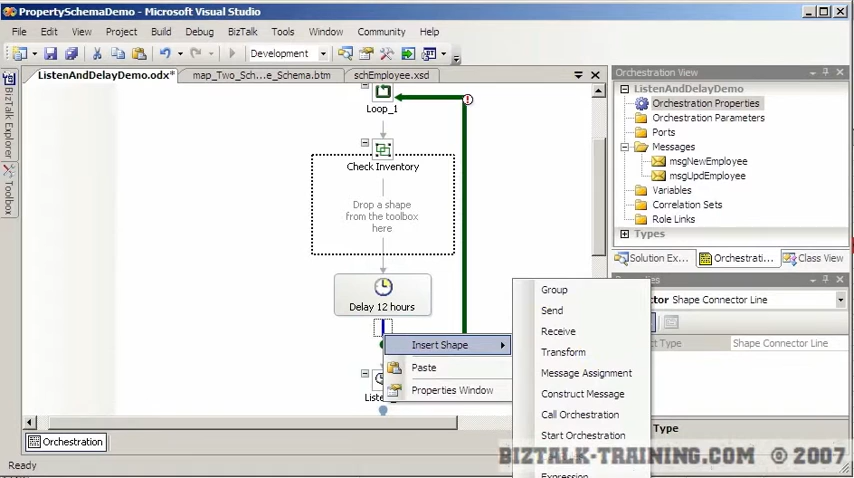 PropertySchemaDemo - Microsoft Visual Studio
File Edit View Project Build Debug BizTalk Tools Window Community Help
Development
ListenAndDelayDemo.odx* map_Two_Sch...e_Schema.btm schEmployee.xsd
Orchestration View
BizTalk Explorer
Toolbox
ListenAndDelayDemo
Orchestration Properties
Orchestration Parameters
Ports
Messages
msgNewEmployee
msgUpdEmployee
Variables
Correlation Sets
Role Links
Types
Solution Ex... Orchestrati... Class View
Loop_1
Check Inventory
Drop a shape
from the toolbox
here
Delay 12 hours
Insert Shape
Paste
Properties Window
Group
Send
Receive
Transform
Message Assignment
Construct Message
Call Orchestration
Start Orchestration
Expression
Shape Connector Line
Shape Connector Line
Type
Orchestration
BIZTALK-TRAINING.COM © 2007
Ready